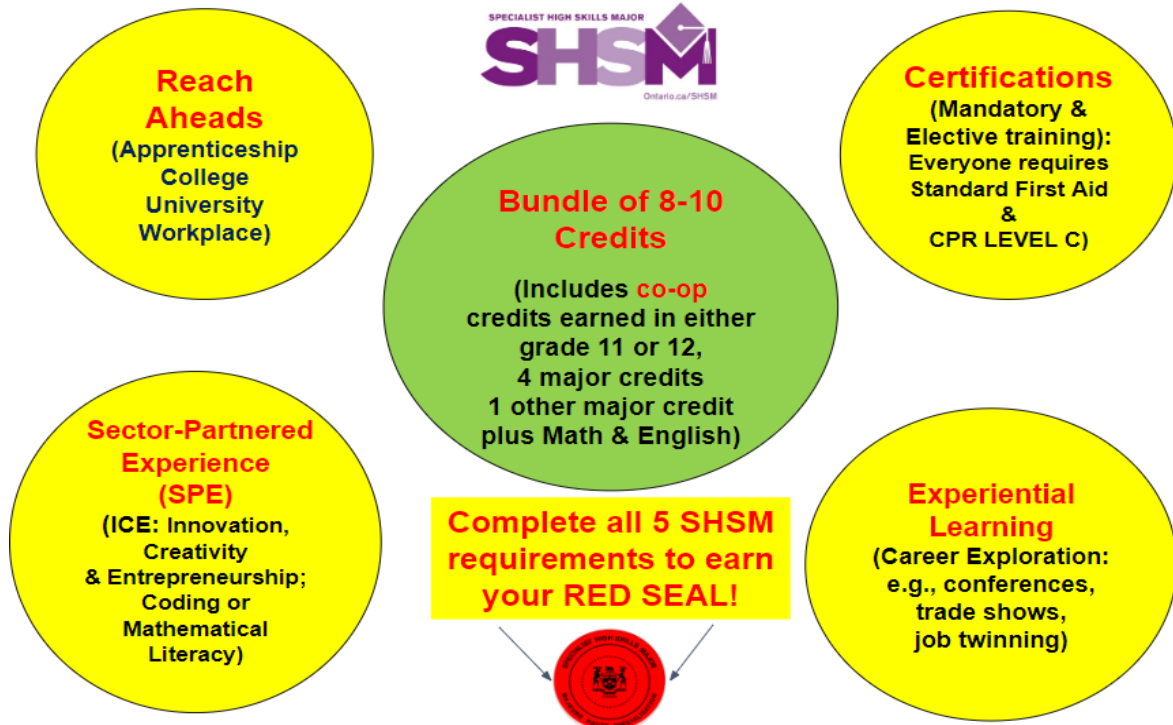 SPECIALIST HIGH SKILLS MAJOR
SHSM
Ontario.ca/SHSM
Reach
Aheads
(Apprenticeship
College
University
Workplace)
Certifications
(Mandatory &
Elective training):
Everyone requires
Standard First Aid
&
CPR LEVEL C)
Bundle of 8-10
Credits
(Includes co-op
credits earned in either
grade 11 or 12,
4 major credits
1 other major credit
plus Math & English)
Sector-Partnered
Experience
(SPE)
(ICE: Innovation,
Creativity
& Entrepreneurship;
Coding or
Mathematical
Literacy)
Complete all 5 SHSM
requirements to earn
your RED SEAL!
Experiential
Learning
(Career Exploration:
e.g., conferences,
trade shows,
job twinning)
SPECIALIST HIGH SKILLS MAJOR